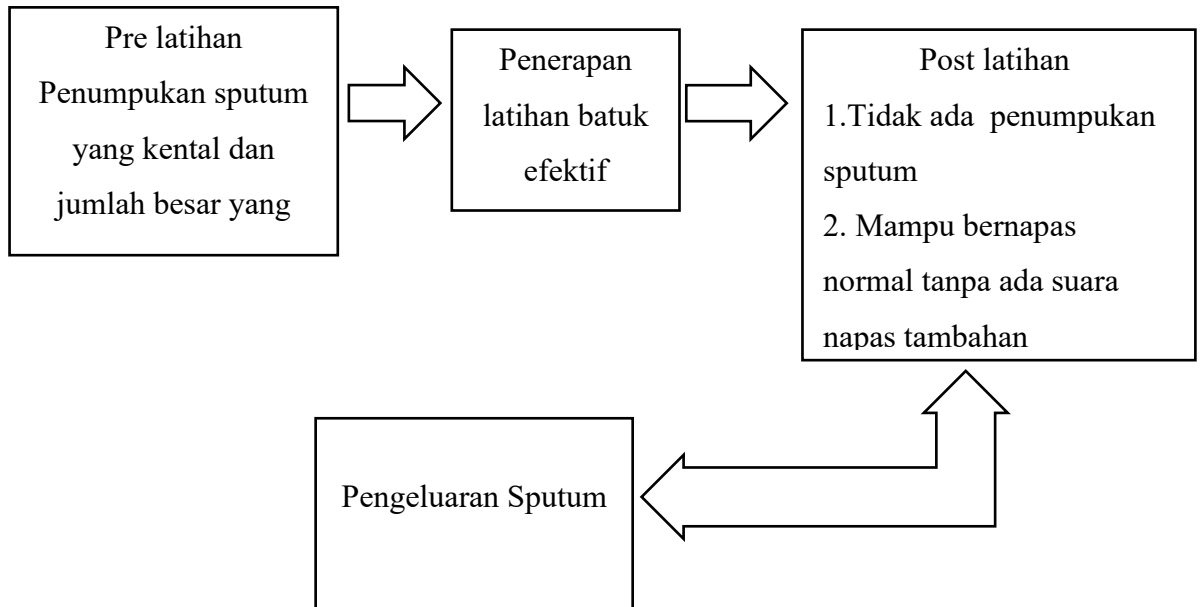 Pre latihan
Penumpukan sputum
yang kental dan
jumlah besar yang
Penerapan
latihan batuk
efektif
Post latihan
1.Tidak ada penumpukan
sputum
2. Mampu bernapas
normal tanpa ada suara
napas tambahan
Pengeluaran Sputum